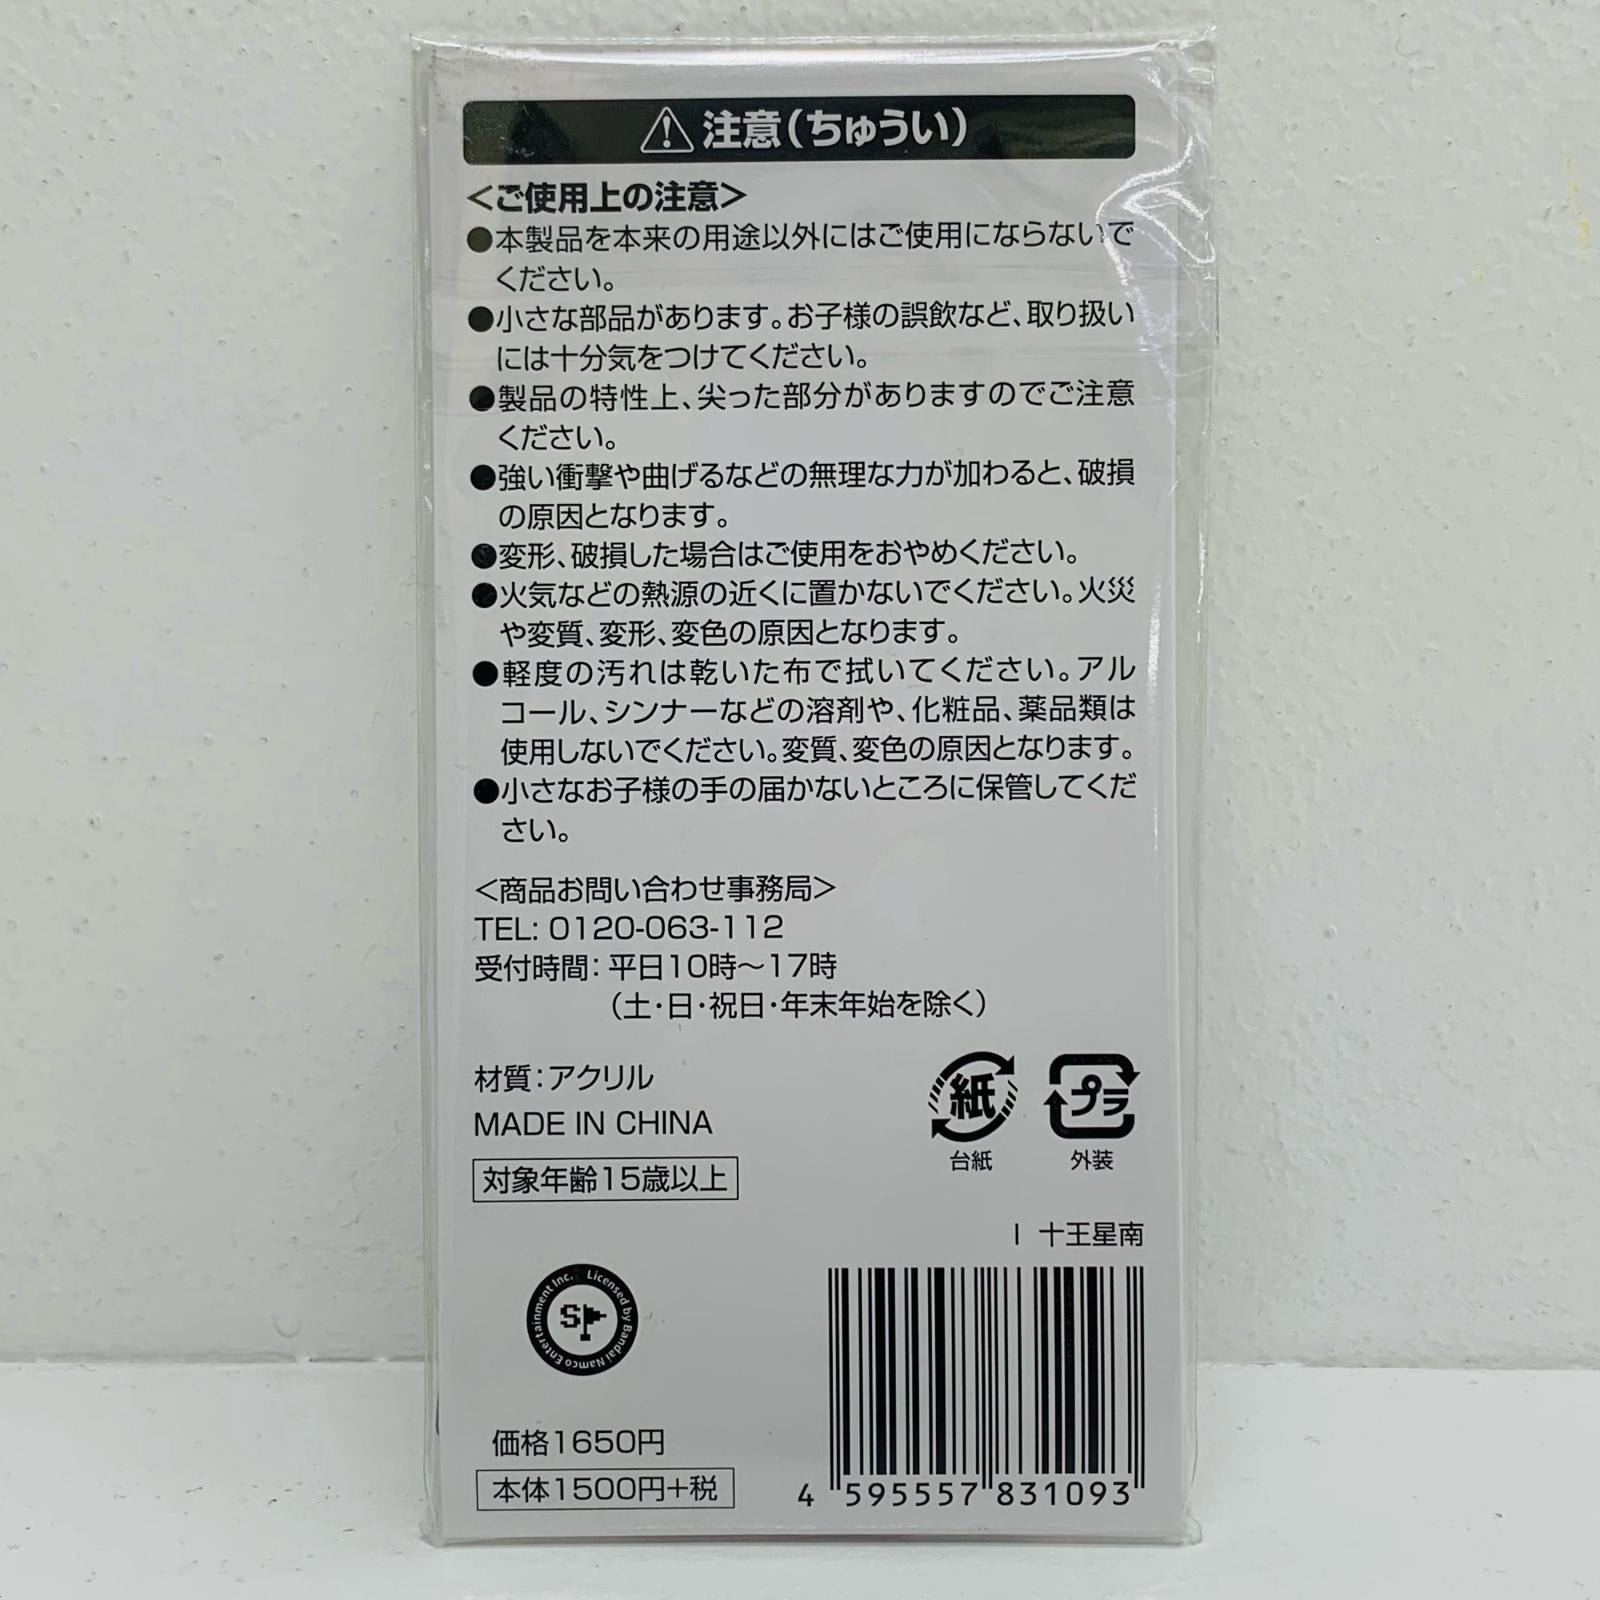 注意（ちゅうい）
＜ご使用上の注意＞
●本製品を本来の用途以外にはご使用にならないで
ください。
●小さな部品があります。お子様の誤飲など、取り扱い
には十分気をつけてください。
●製品の特性上、尖った部分がありますのでご注意
ください。
●強い衝撃や曲げるなどの無理な力が加わると、破損
の原因となります。
●変形、破損した場合はご使用をおやめください。
●火気などの熱源の近くに置かないでください。火災
や変質、変形、変色の原因となります。
●軽度の汚れは乾いた布で拭いてください。アル
コール、シンナーなどの溶剤や、化粧品、薬品類は
使用しないでください。変質、変色の原因となります。
●小さなお子様の手の届かないところに保管してくだ
さい。
＜商品お問い合わせ事務局＞
TEL: 0120-063-112
受付時間：平日10時～17時
（土・日・祝日・年末年始を除く）
材質：アクリル
MADE IN CHINA
対象年齢15歳以上
紙
台紙
プラ
外装
I 十王星南
Licensed by Bandai Namco Entertainment Inc.
S
価格1650円
本体1500円+税
4 595557 831093